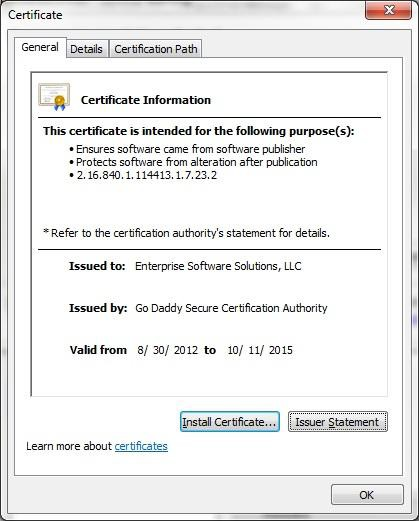 Certificate
General
Details
Certification Path
Certificate Information
This certificate is intended for the following purpose(s):
• Ensures software came from software publisher
• Protects software from alteration after publication
• 2.16.840.1.114413.1.7.23.2
* Refer to the certification authority's statement for details.
Issued to: Enterprise Software Solutions, LLC
Issued by: Go Daddy Secure Certification Authority
Valid from 8/ 30/ 2012 to 10/ 11/ 2015
Install Certificate...
Issuer Statement
Learn more about certificates
OK